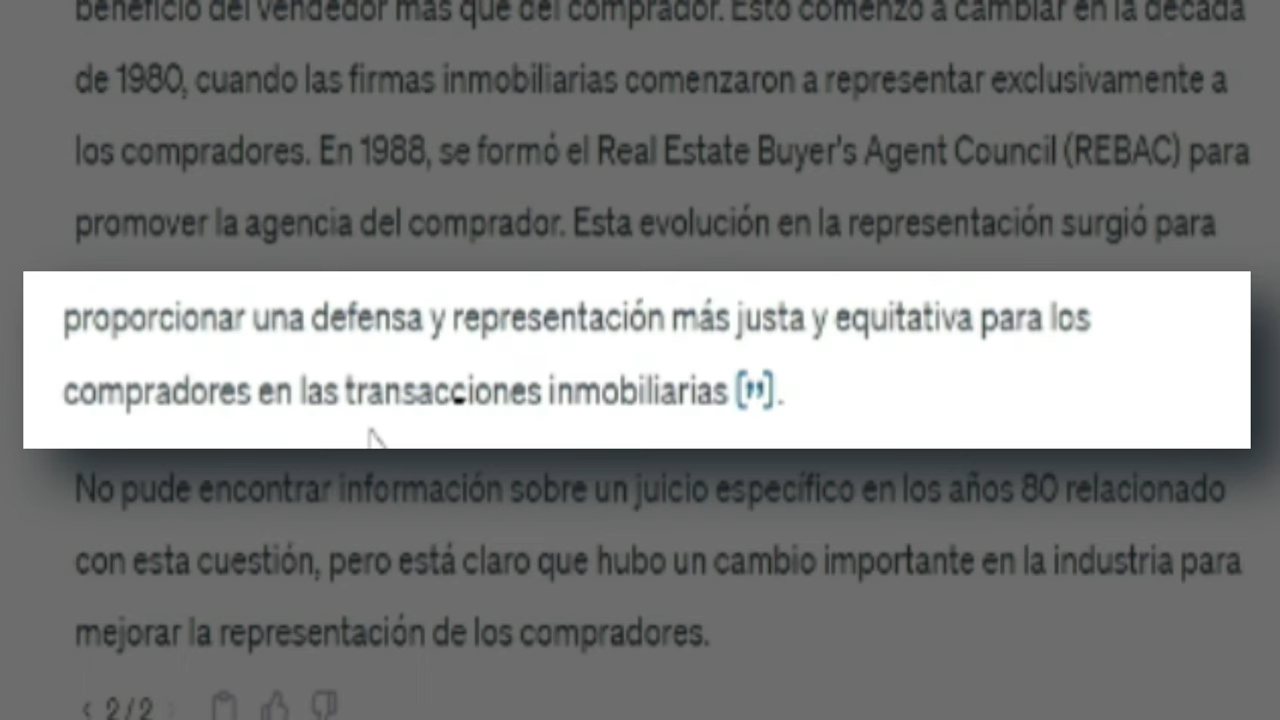 beneficio del vendedor más que del comprador. Esto comenzó a cambiar en la década
de 1980, cuando las firmas inmobiliarias comenzaron a representar exclusivamente a
los compradores. En 1988, se formó el Real Estate Buyer's Agent Council (REBAC) para
promover la agencia del comprador. Esta evolución en la representación surgió para
proporcionar una defensa y representación más justa y equitativa para los
compradores en las transacciones inmobiliarias [”].
No pude encontrar información sobre un juicio específico en los años 80 relacionado
con esta cuestión, pero está claro que hubo un cambio importante en la industria para
mejorar la representación de los compradores.
< 2/2 >